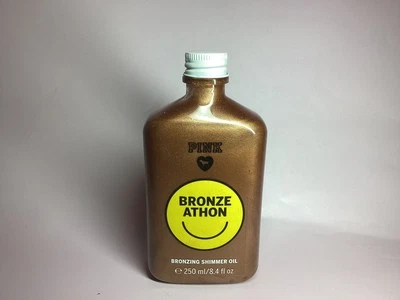 PINK
BRONZE
ATHON
BRONZING SHIMMER OIL
℮ 250 ml/8.4 fl oz